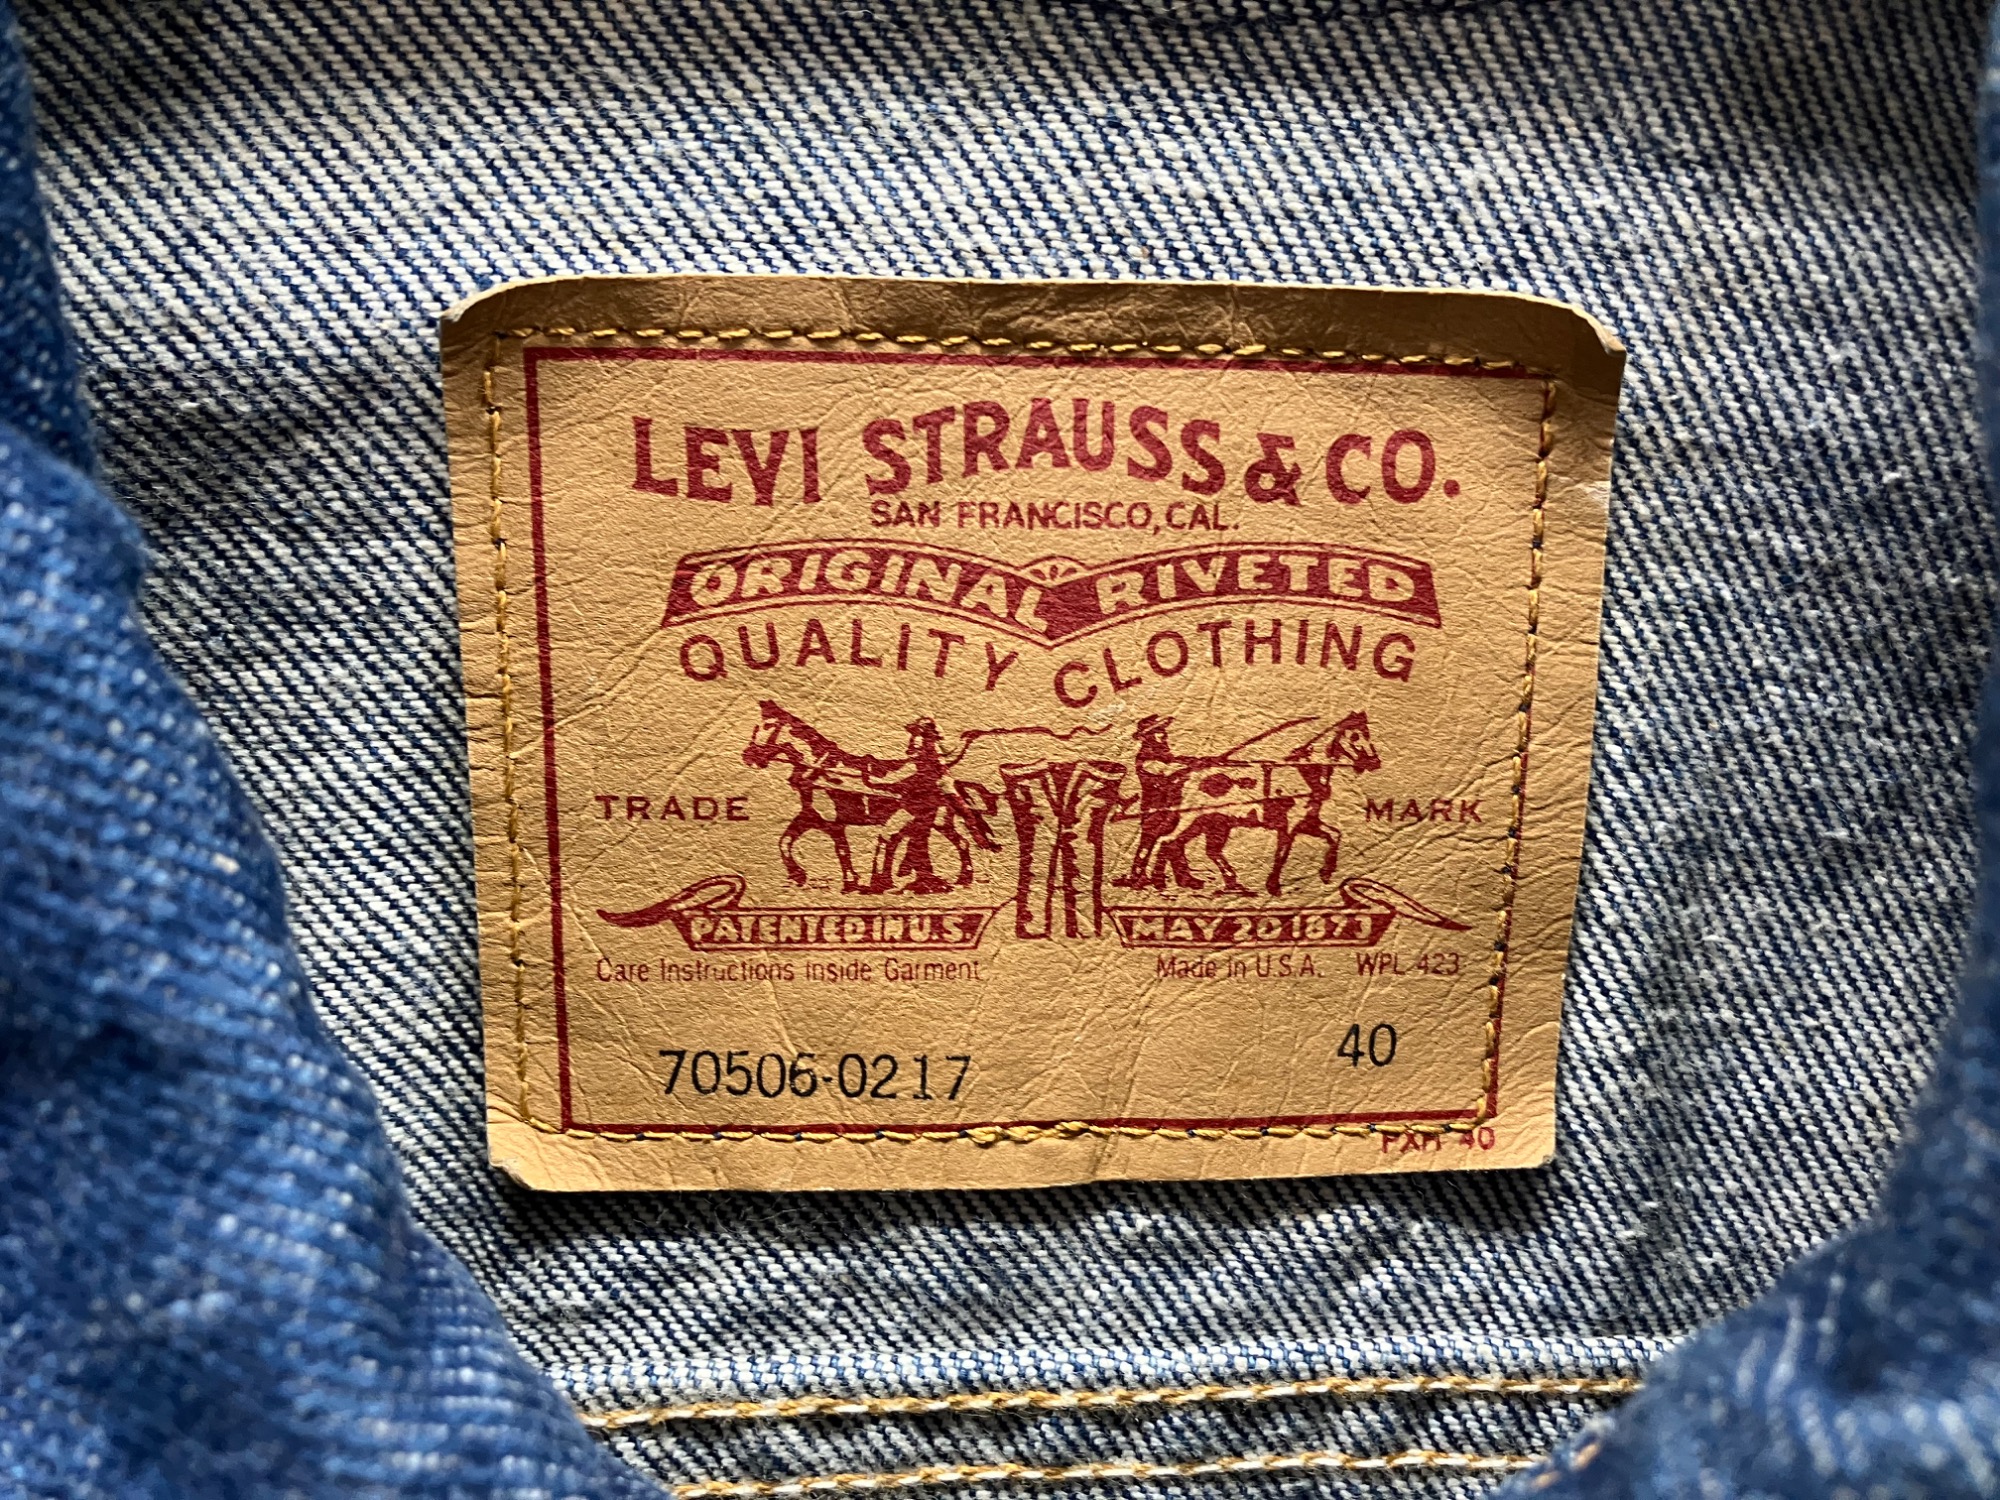 LEVI STRAUSS & CO.
SAN FRANCISCO, CAL.
ORIGINAL RIVETED
QUALITY CLOTHING
TRADE MARK
PATENTED IN U.S. MAY 20 1873
Care Instructions Inside Garment Made in U.S.A. WPL 423
70506-0217 40
40